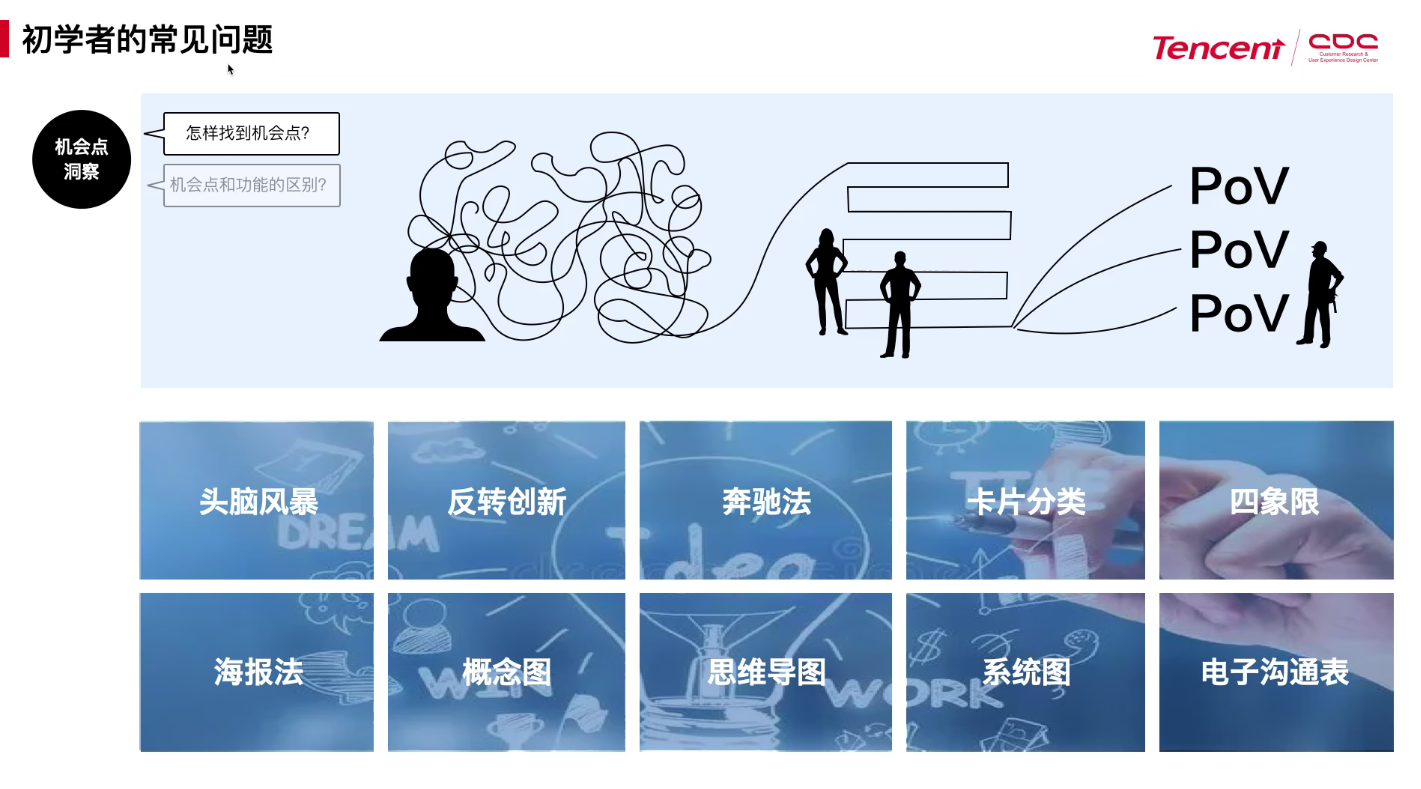 初学者的常见问题
Tencent
CDC
Customer Research &
User Experience Design Center
机会点
洞察
怎样找到机会点?
机会点和功能的区别?
PoV
PoV
PoV
头脑风暴
反转创新
奔驰法
卡片分类
四象限
DREAM
Idea
海报法
概念图
思维导图
系统图
电子沟通表
WIN
WORK